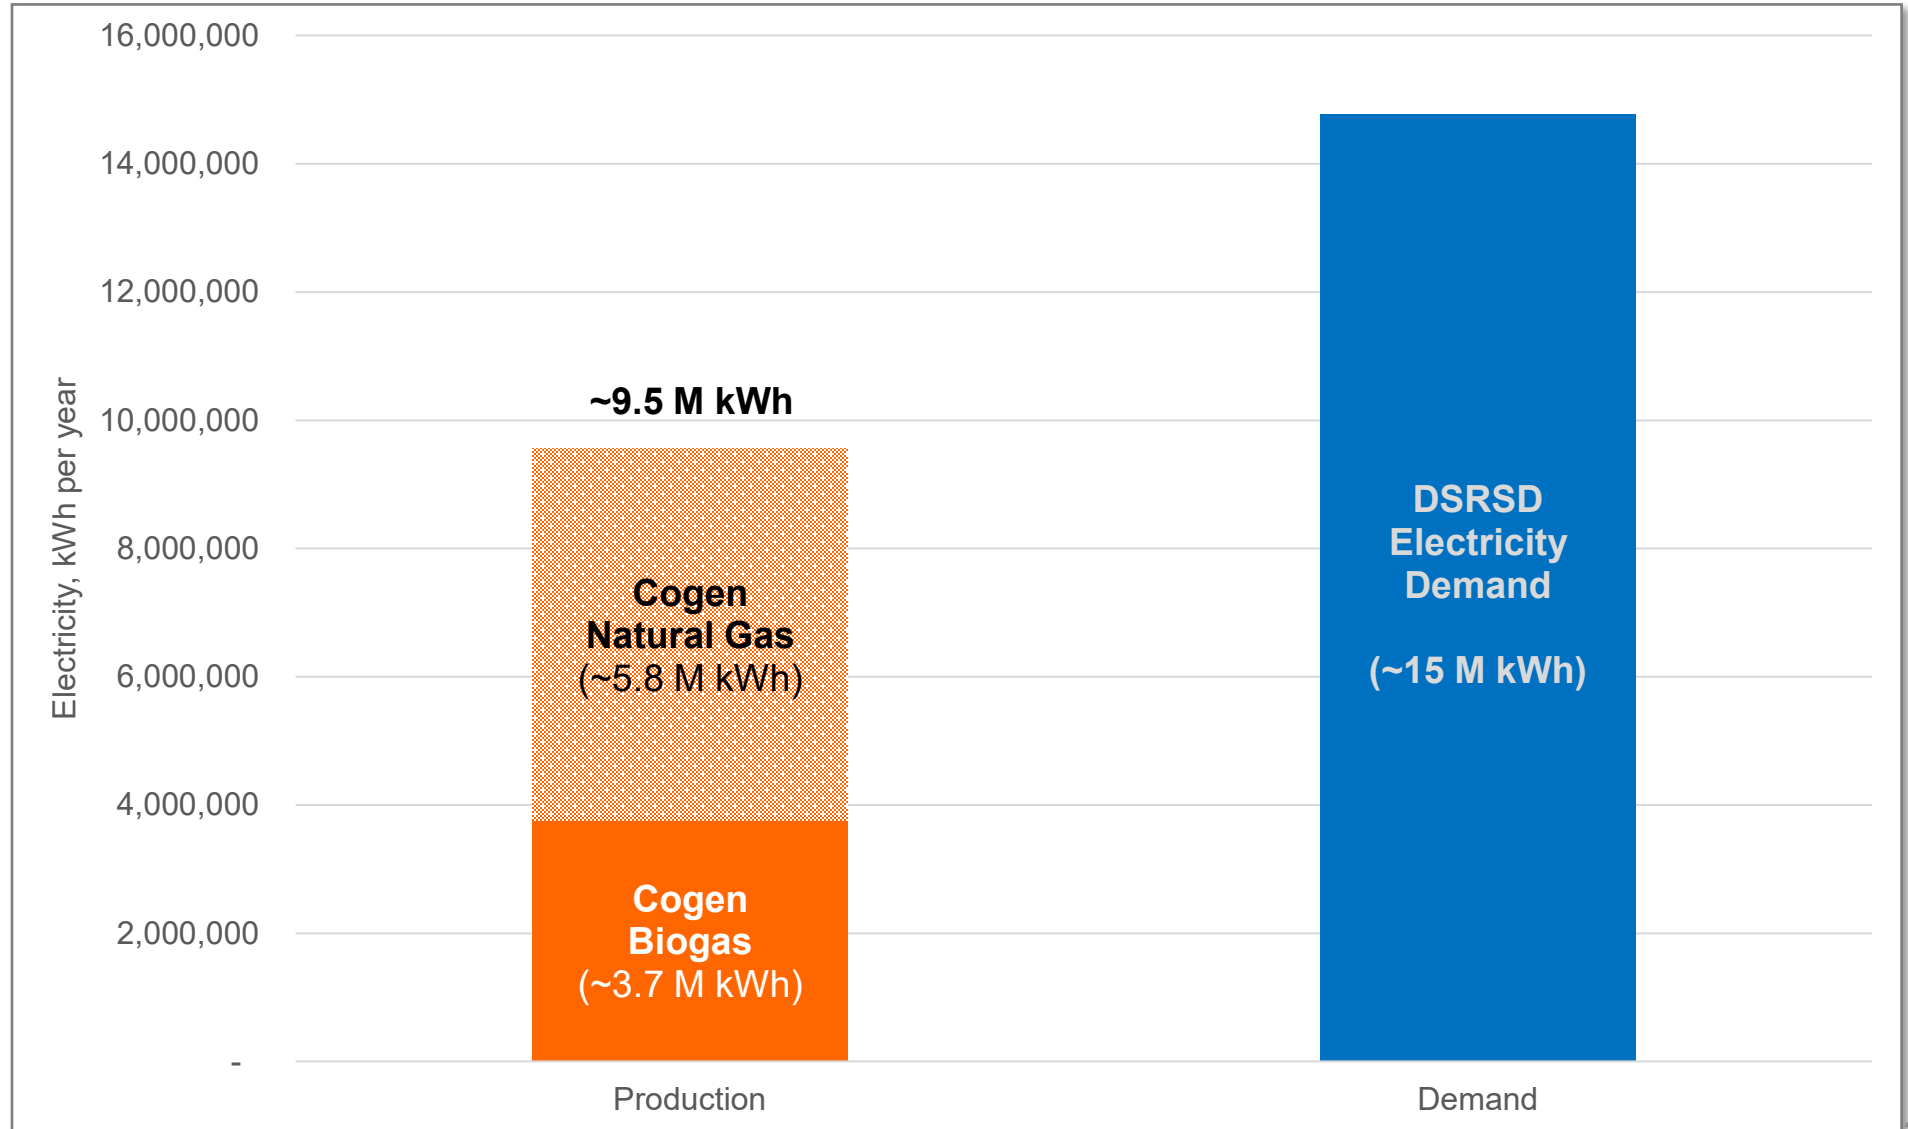 16,000,000
14,000,000
12,000,000
10,000,000
8,000,000
6,000,000
4,000,000
2,000,000
-
Electricity, kWh per year
~9.5 M kWh
Cogen
Natural Gas
(~5.8 M kWh)
Cogen
Biogas
(~3.7 M kWh)
DSRSD
Electricity
Demand
(~15 M kWh)
Production
Demand